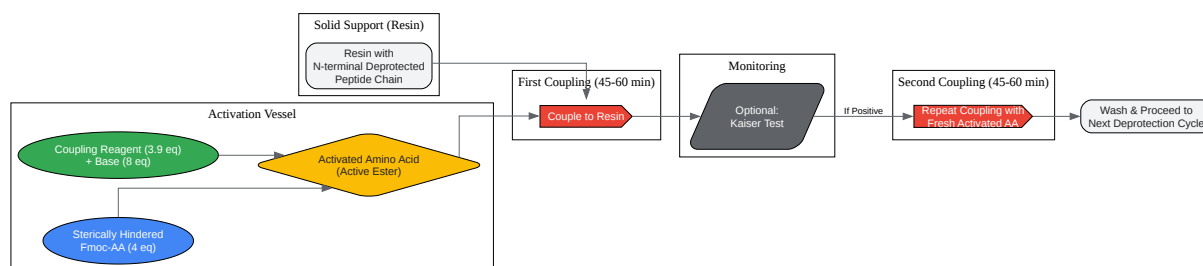 Solid Support (Resin)
Resin with
N-terminal Deprotected
Peptide Chain
Activation Vessel
Coupling Reagent (3.9 eq)
+ Base (8 eq)
Sterically Hindered
Fmoc-AA (4 eq)
Activated Amino Acid
(Active Ester)
First Coupling (45-60 min)
Couple to Resin
Monitoring
Optional:
Kaiser Test
If Positive
Second Coupling (45-60 min)
Repeat Coupling with
Fresh Activated AA
Wash & Proceed to
Next Deprotection Cycle